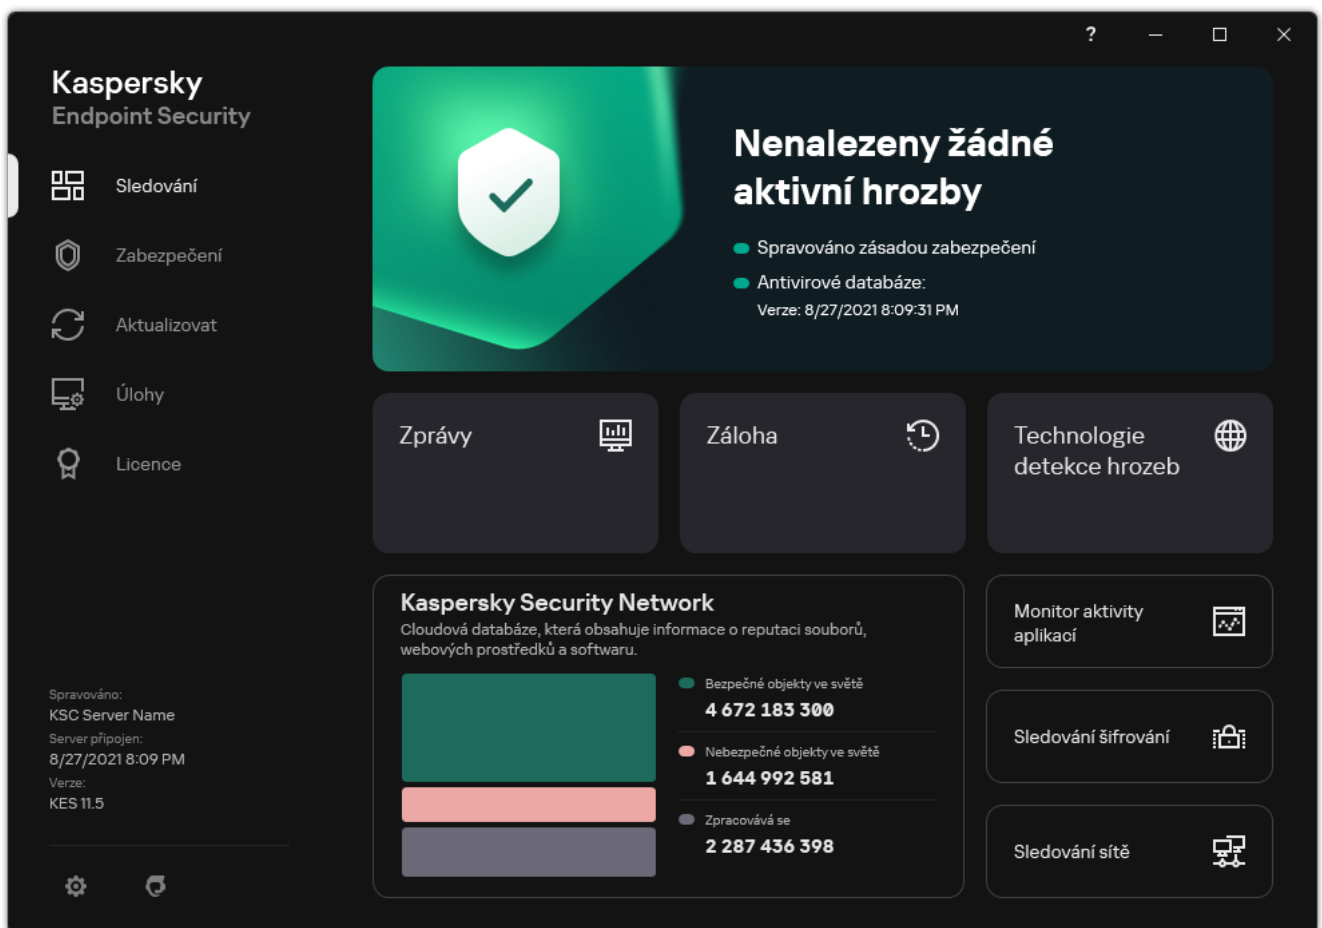 ?
Kaspersky
Endpoint Security
Sledování
Zabezpečení
Aktualizovat
Úlohy
Licence
Spravováno:
KSC Server Name
Server připojen:
8/27/2021 8:09 PM
Verze:
KES 11.5
Nenalezeny žádné
aktivní hrozby
Spravováno zásadou zabezpečení
Antivirové databáze:
Verze: 8/27/2021 8:09:31 PM
Zprávy
Záloha
Technologie
detekce hrozeb
Kaspersky Security Network
Cloudová databáze, která obsahuje informace o reputaci souborů,
webových prostředků a softwaru.
Bezpečné objekty ve světě
4 672 183 300
Nebezpečné objekty ve světě
1 644 992 581
Zpracovává se
2 287 436 398
Monitor aktivity
aplikací
Sledování šifrování
Sledování sítě